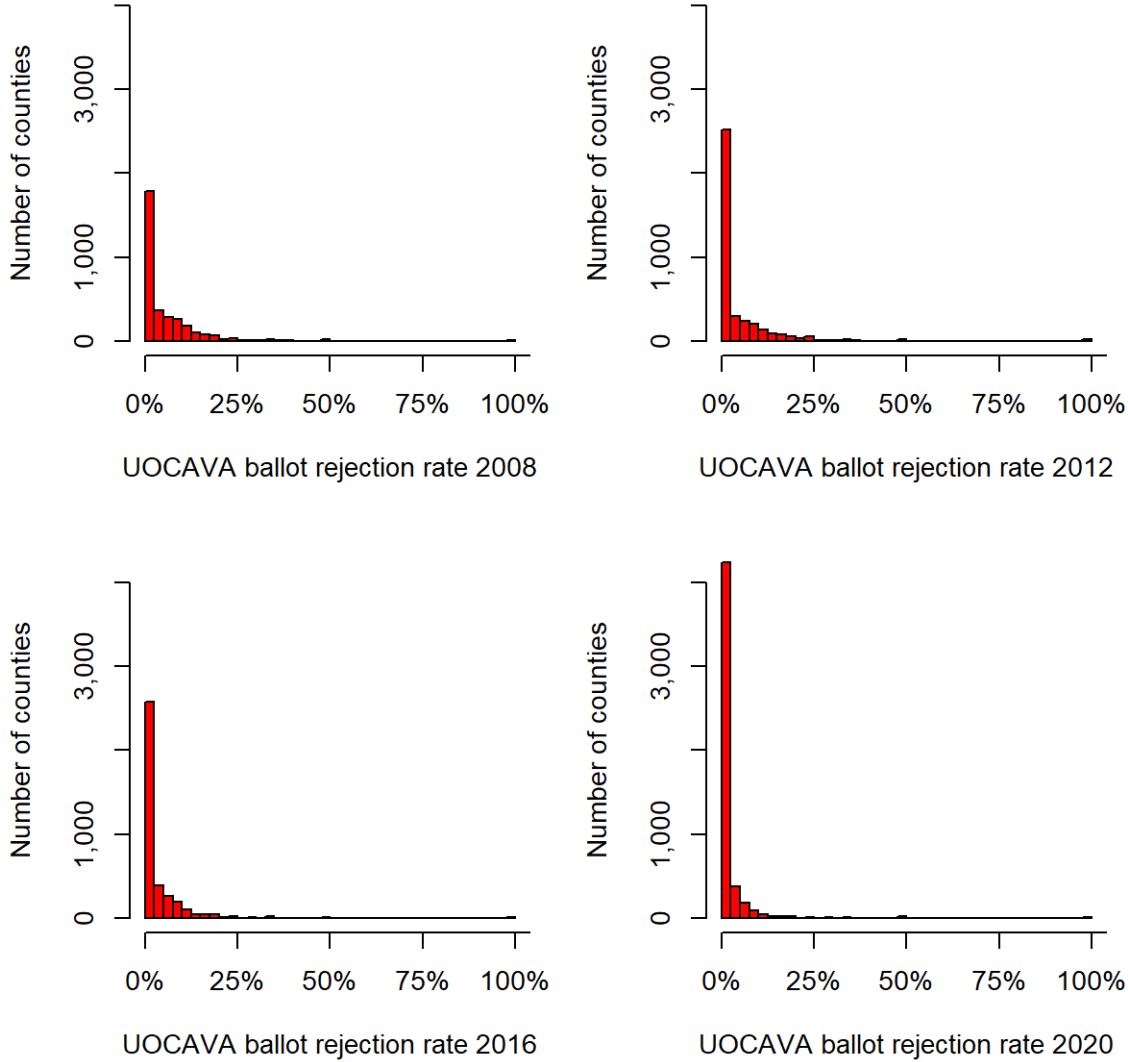 Number of counties
3,000
1,000
0
0% 25% 50% 75% 100%
UOCAVA ballot rejection rate 2008
Number of counties
3,000
1,000
0
0% 25% 50% 75% 100%
UOCAVA ballot rejection rate 2012
Number of counties
3,000
1,000
0
0% 25% 50% 75% 100%
UOCAVA ballot rejection rate 2016
Number of counties
3,000
1,000
0
0% 25% 50% 75% 100%
UOCAVA ballot rejection rate 2020